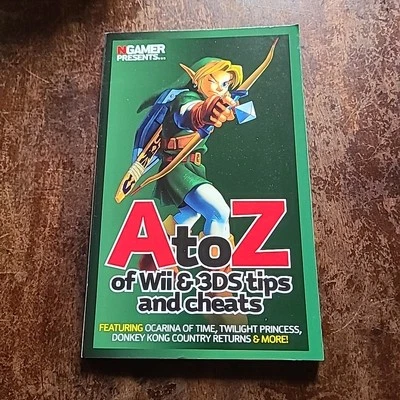 NGAMER
PRESENTS...
A to Z
of Wii & 3DS tips
and cheats
FEATURING OCARINA OF TIME, TWILIGHT PRINCESS,
DONKEY KONG COUNTRY RETURNS & MORE!